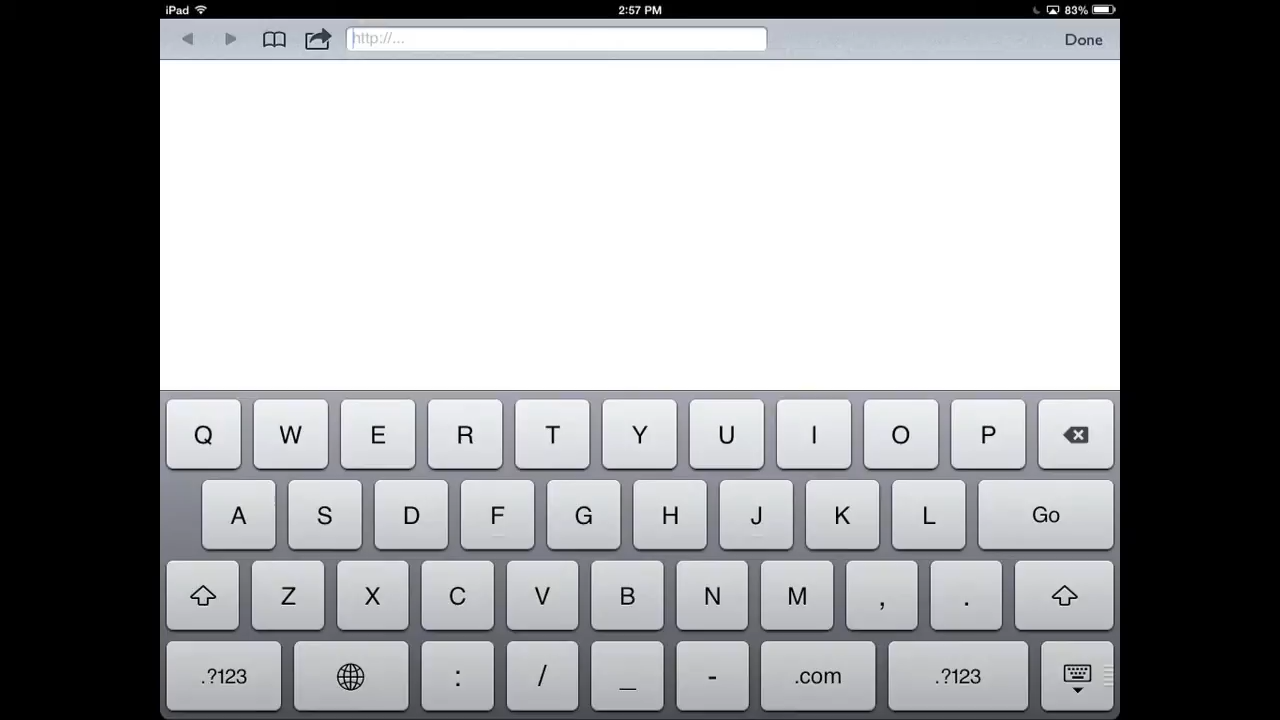 iPad 2:57 PM 83%
http://... Done
Q W E R T Y U I O P
A S D F G H J K L Go
Z X C V B N M , .
.?123 : / _ - .com .?123